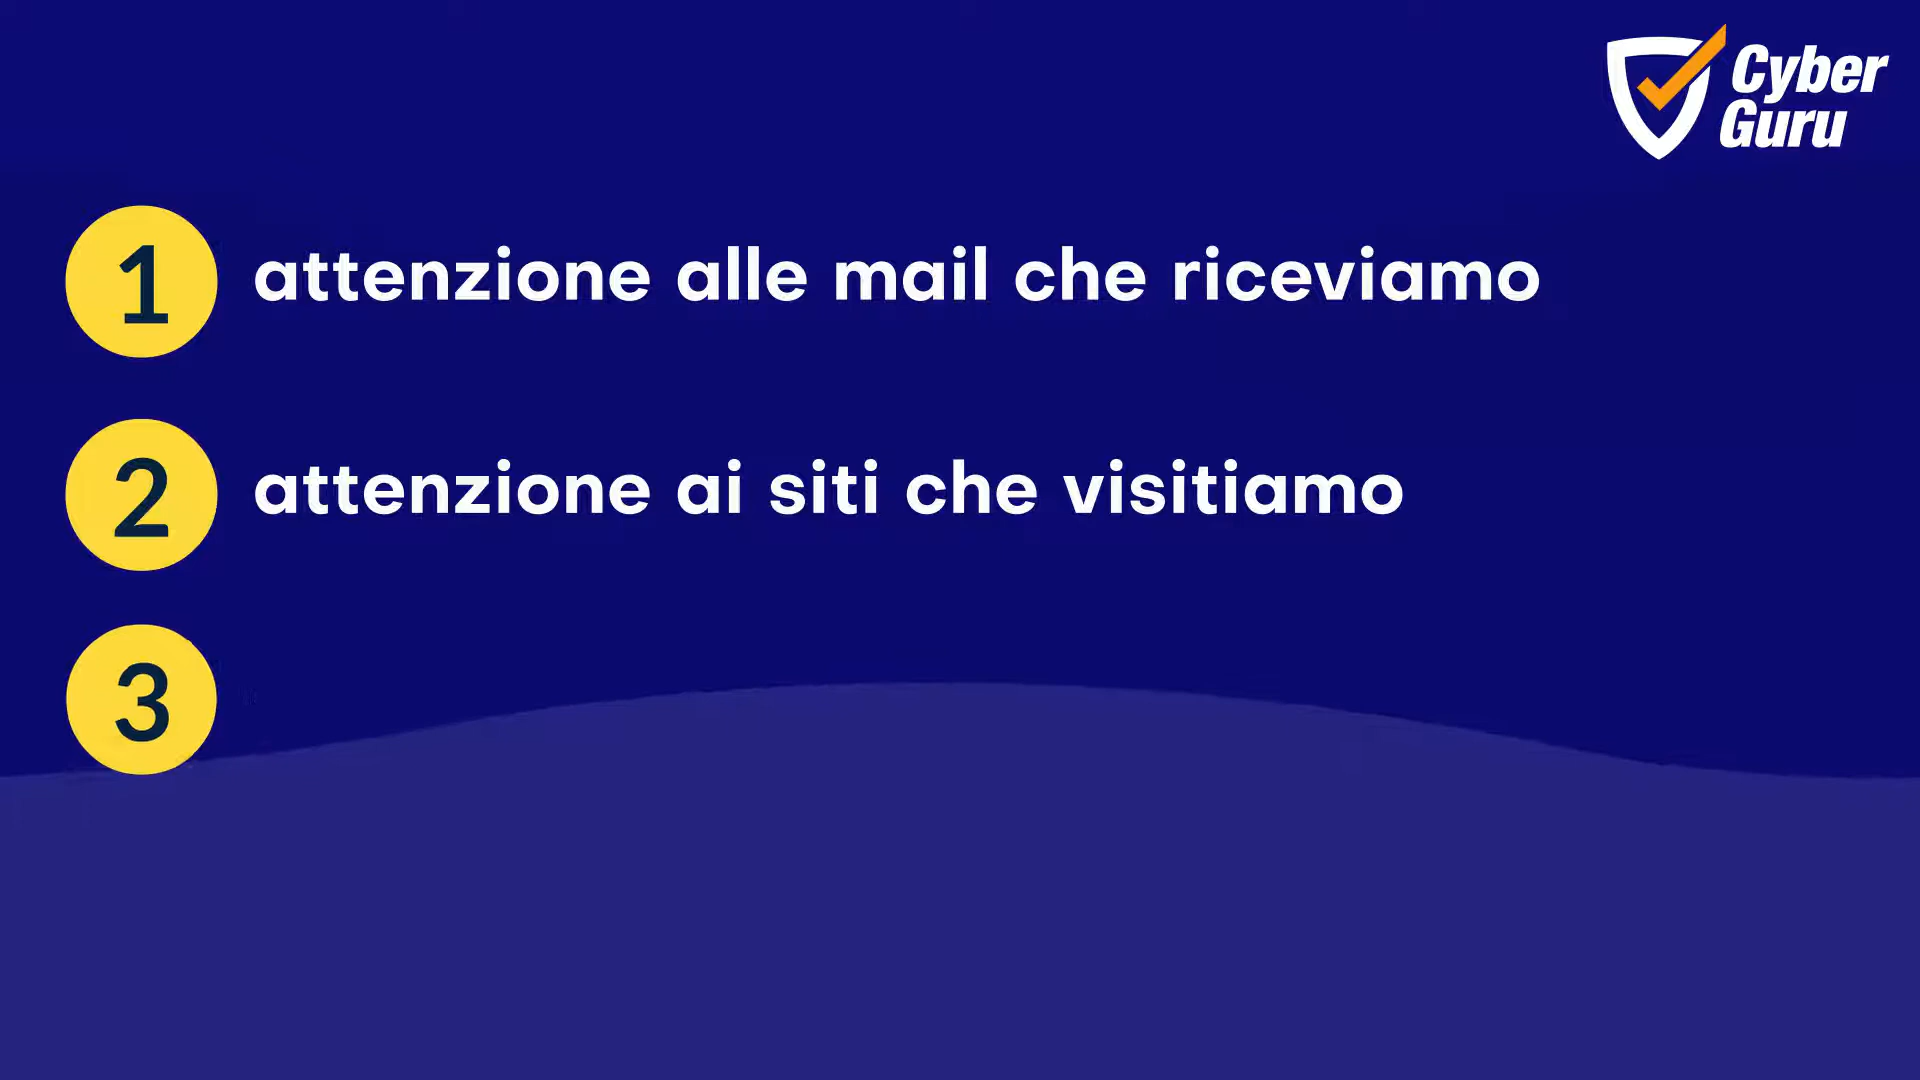 Cyber
Guru
1 attenzione alle mail che riceviamo
2 attenzione ai siti che visitiamo
3